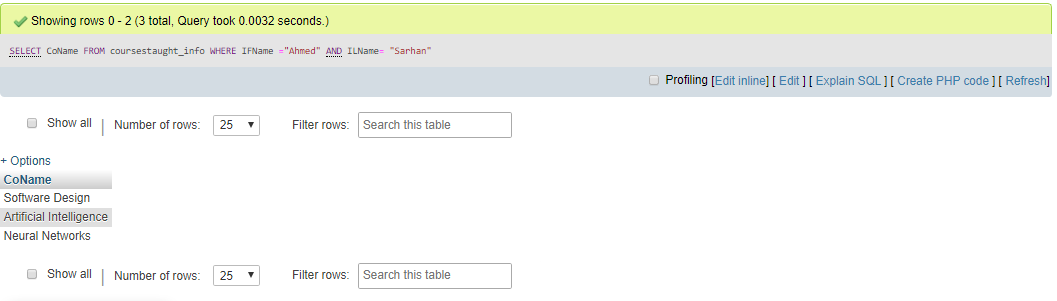 Showing rows 0 - 2 (3 total, Query took 0.0032 seconds.)
SELECT CoName FROM coursestaught_info WHERE IFName ="Ahmed" AND ILName= "Sarhan"
Profiling [Edit inline] [ Edit ] [ Explain SQL ] [ Create PHP code ] [ Refresh]
Show all | Number of rows: 25 Filter rows: Search this table
+ Options
CoName
Software Design
Artificial Intelligence
Neural Networks
Show all | Number of rows: 25 Filter rows: Search this table